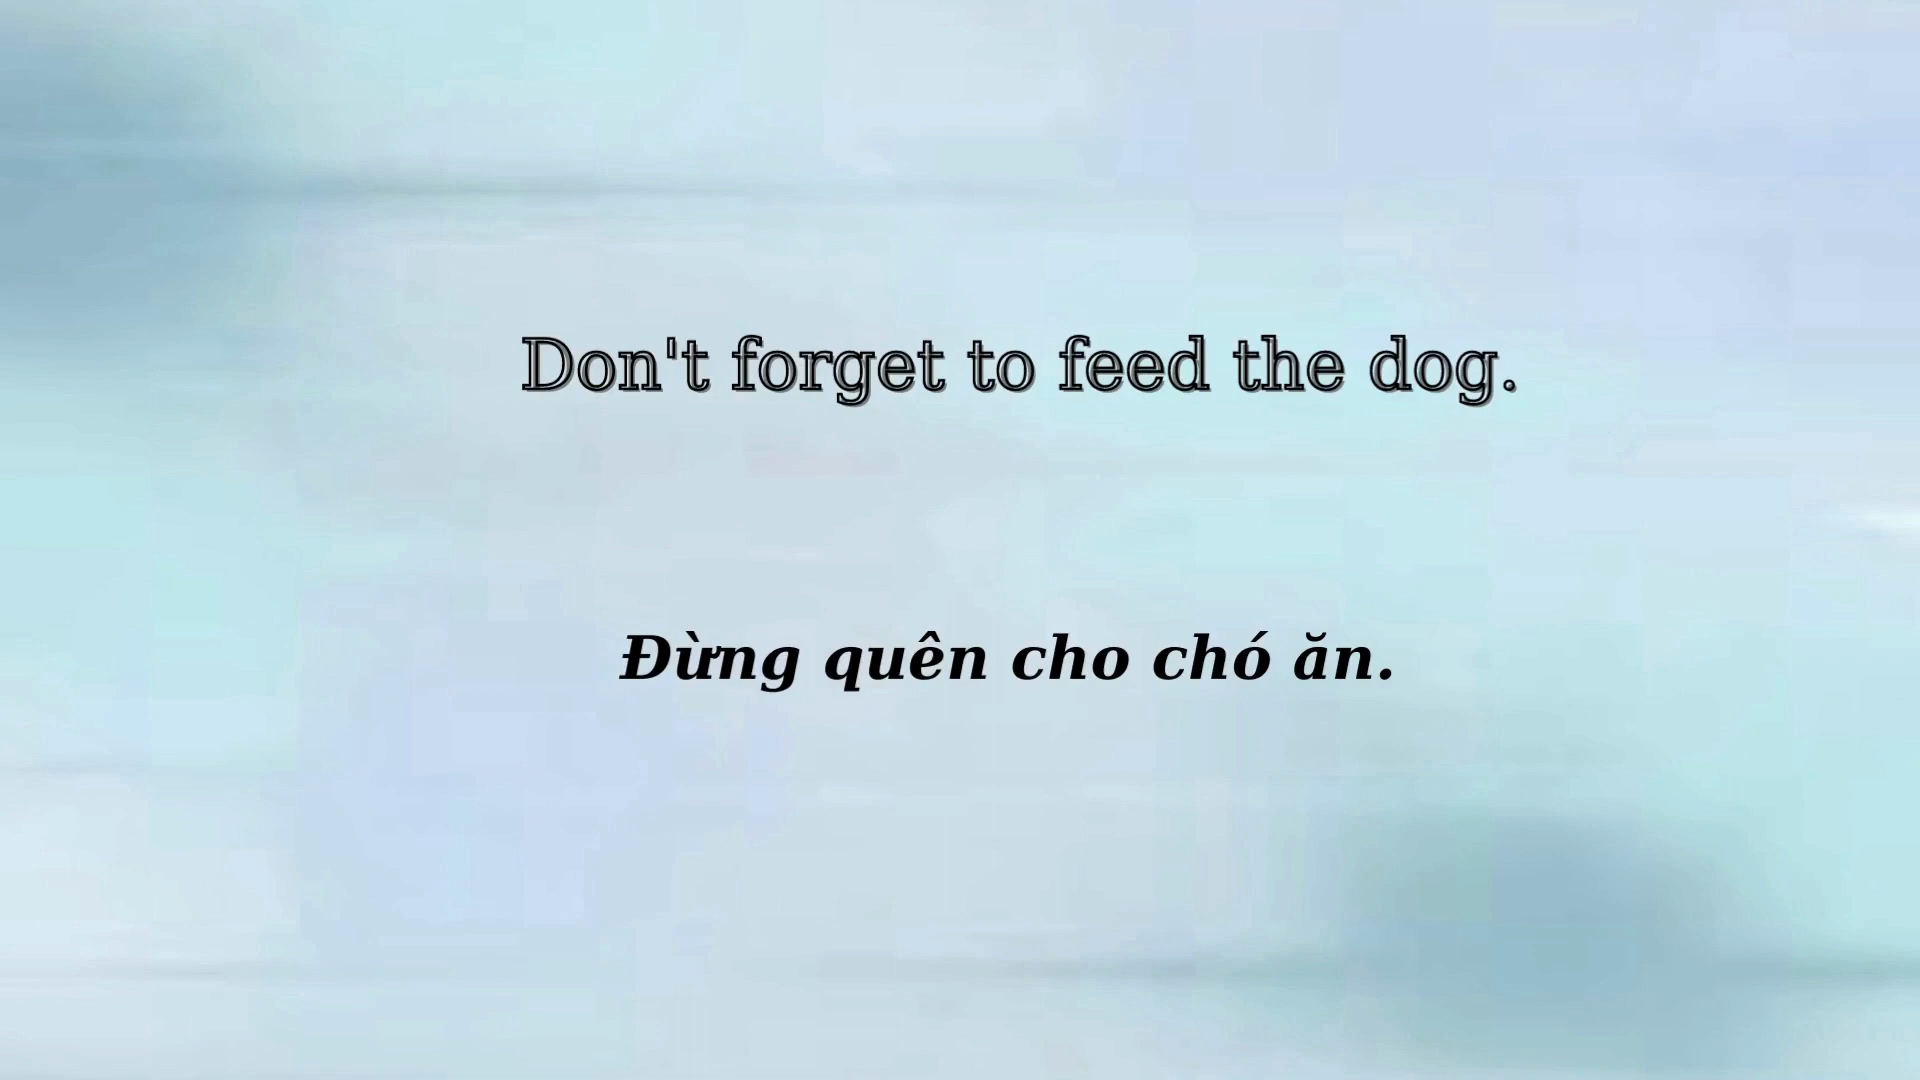 Don't forget to feed the dog.
Đừng quên cho chó ăn.